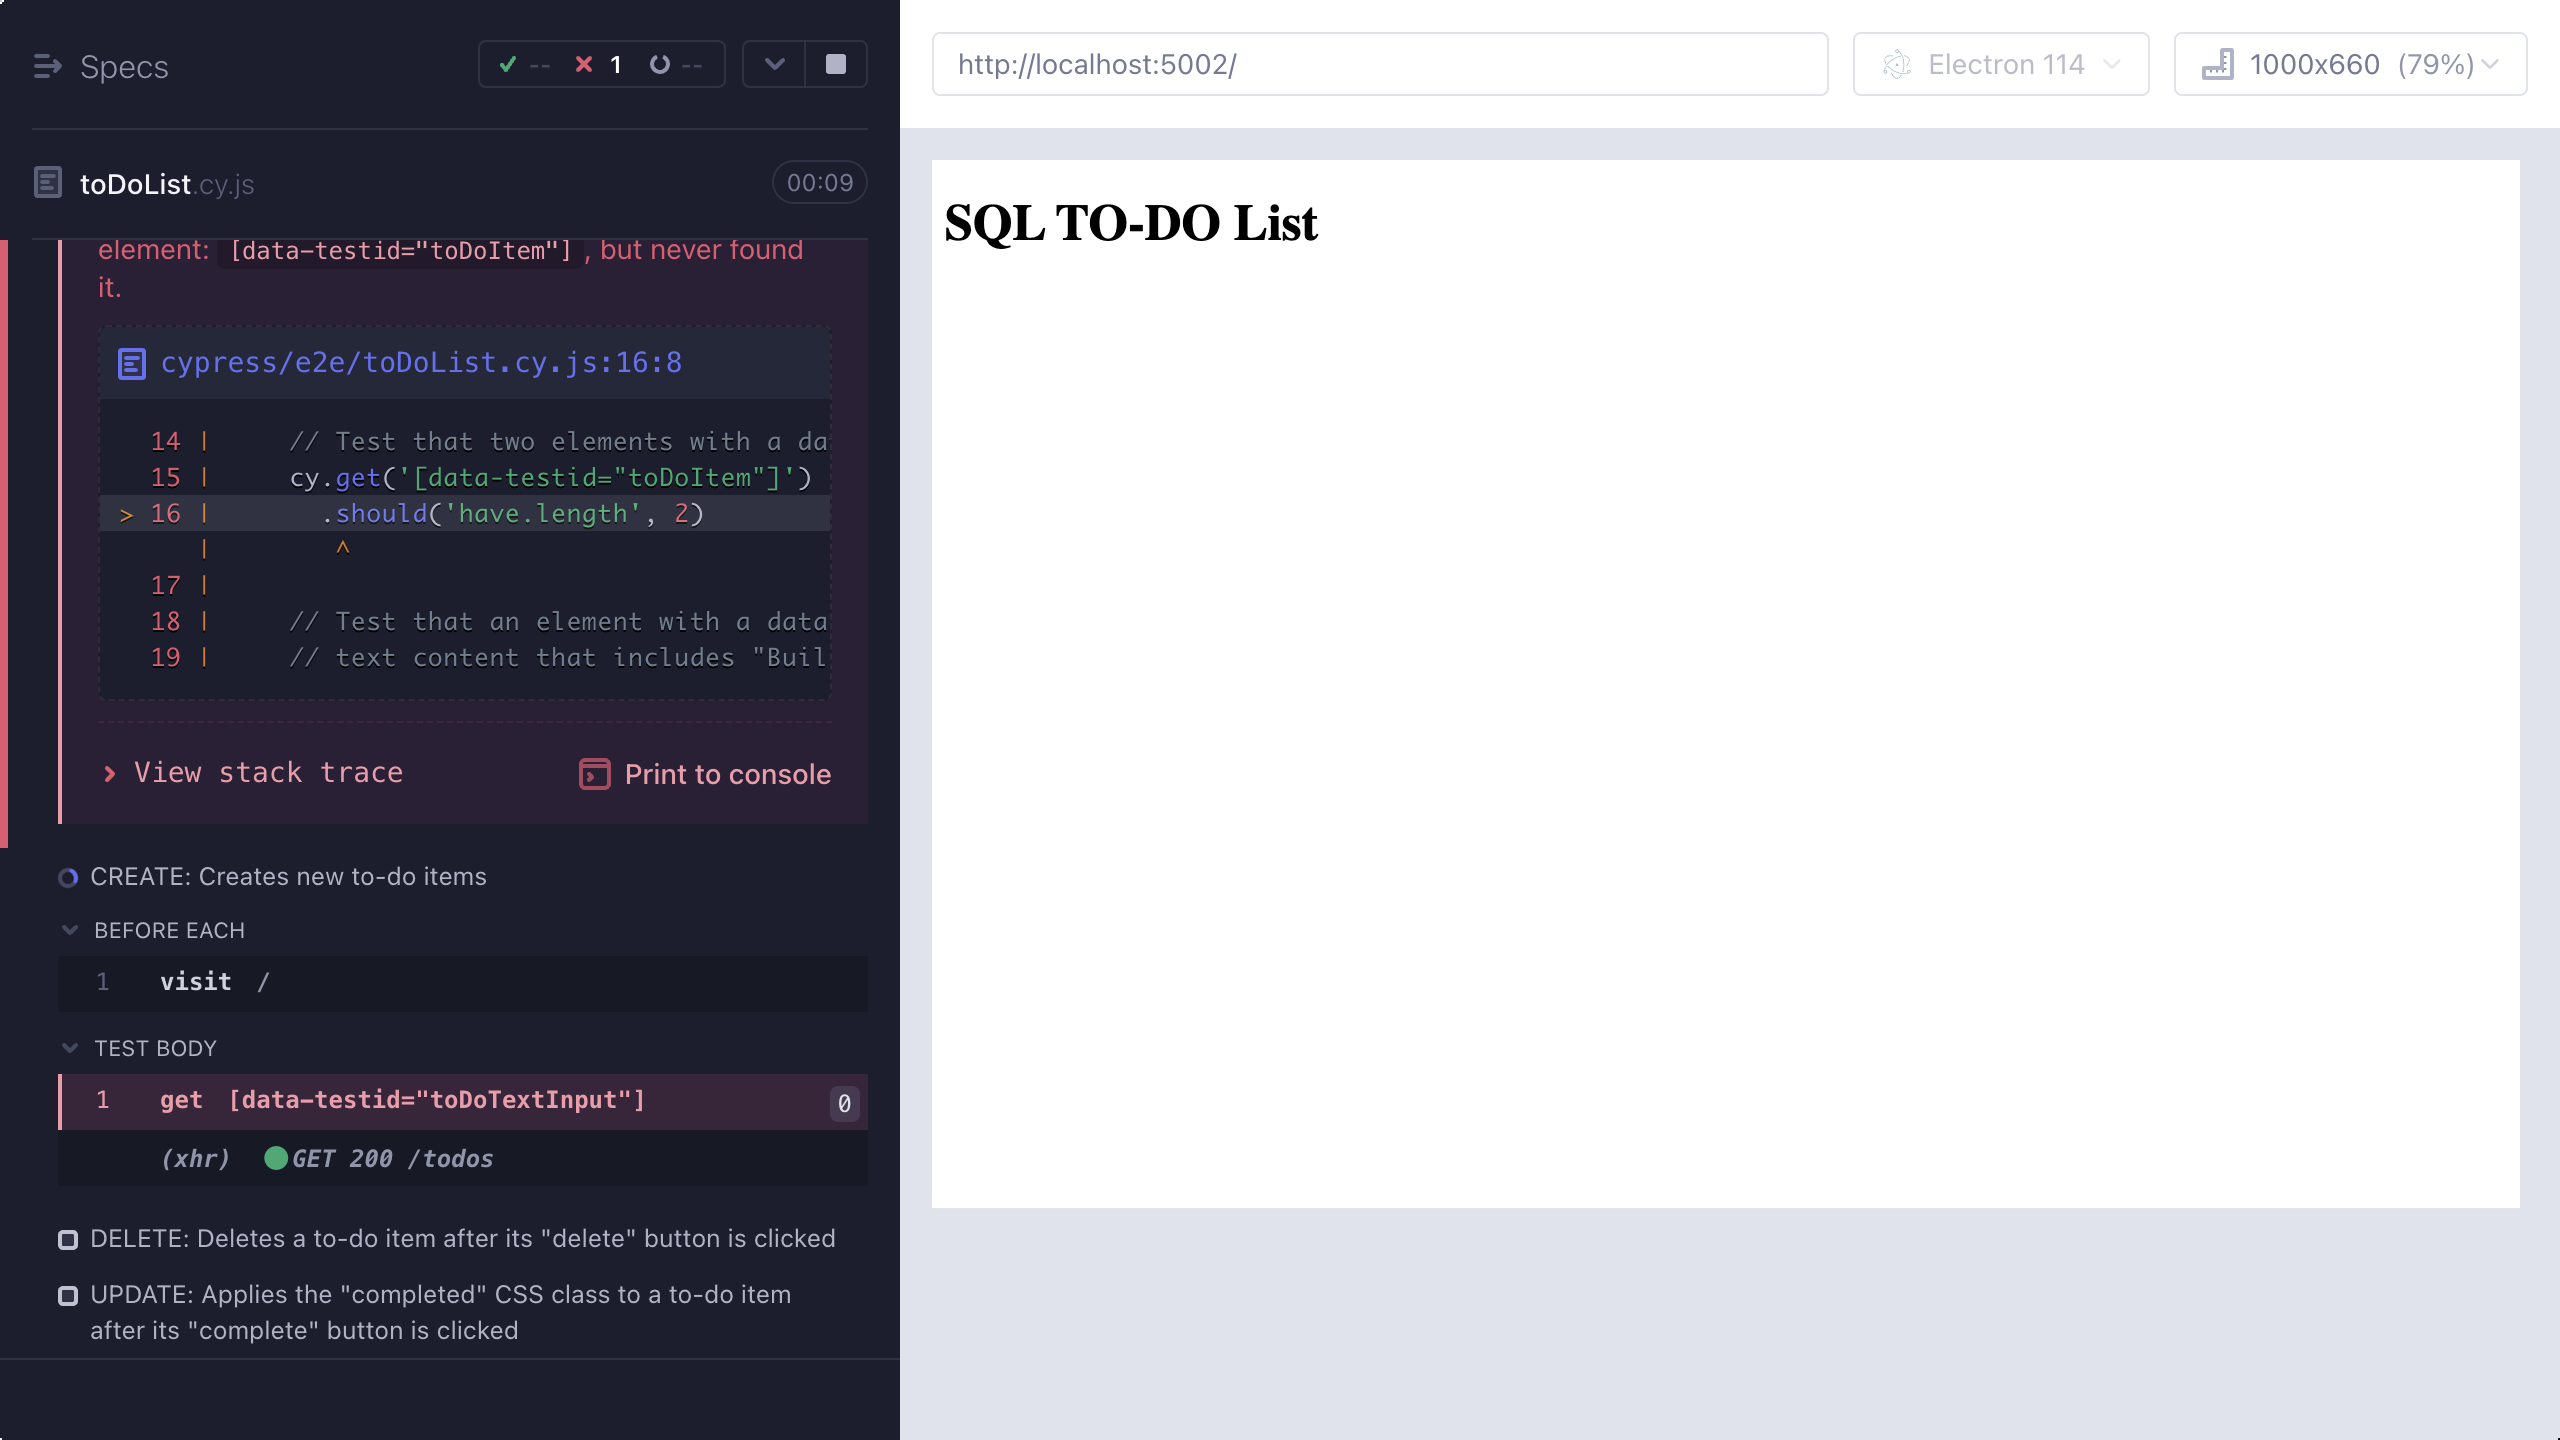 Specs
-- 1 --
toDoList.cy.js
00:09
element: [data-testid="toDoItem"] , but never found
it.
cypress/e2e/toDoList.cy.js:16:8
14 |     // Test that two elements with a da
15 |     cy.get('[data-testid="toDoItem"]')
> 16 |       .should('have.length', 2)
|        ^
17 |
18 |     // Test that an element with a data
19 |     // text content that includes "Buil
View stack trace
Print to console
CREATE: Creates new to-do items
BEFORE EACH
1 visit /
TEST BODY
1 get [data-testid="toDoTextInput"] 0
(xhr) GET 200 /todos
DELETE: Deletes a to-do item after its "delete" button is clicked
UPDATE: Applies the "completed" CSS class to a to-do item
after its "complete" button is clicked
http://localhost:5002/
Electron 114
1000x660 (79%)
SQL TO-DO List